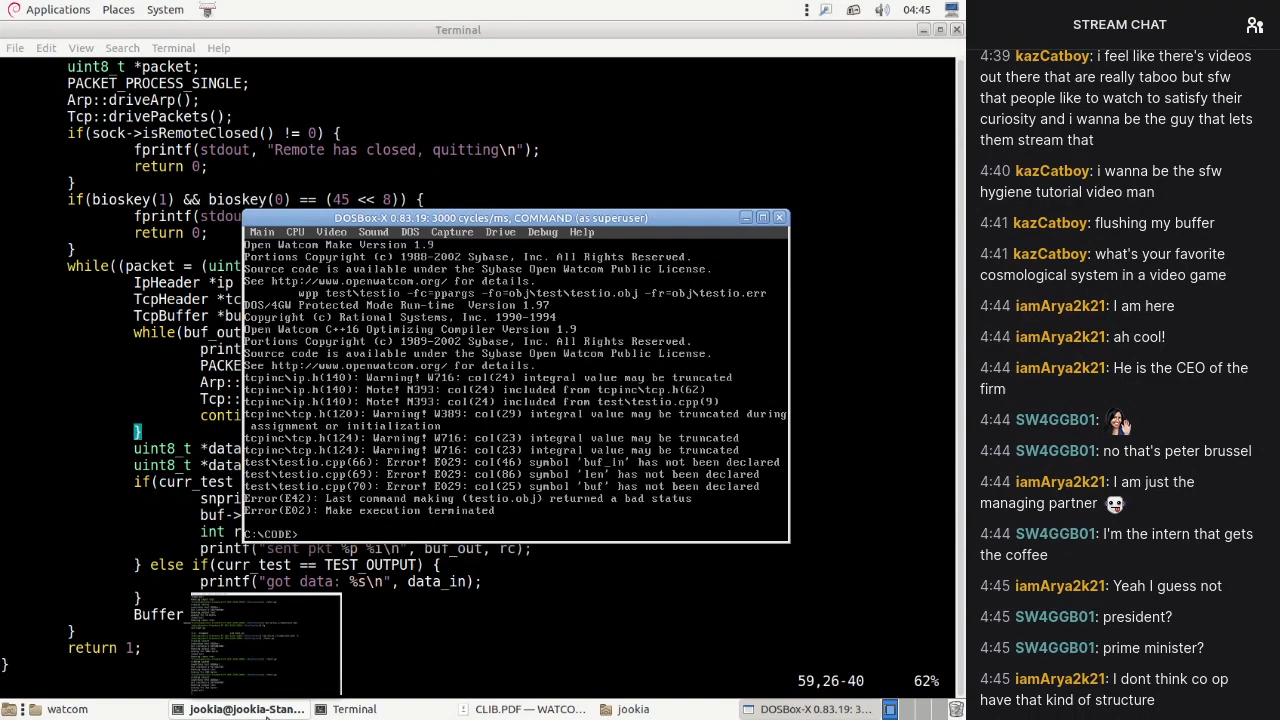 Applications Places System 04:45
Terminal
File Edit View Search Terminal Help
uint8_t *packet;
PACKET_PROCESS_SINGLE;
Arp::driveArp();
Tcp::drivePackets();
if(sock->isRemoteClosed() != 0) {
fprintf(stdout, "Remote has closed, quitting\n");
return 0;
}
if(bioskey(1) && bioskey(0) == (45 << 8)) {
fprintf(stdou
return 0;
}
while((packet = (uint
IpHeader *ip
TcpHeader *tc
TcpBuffer *bu
while(buf_out
print
PACKE
Arp::
Tcp::
conti
}
uint8_t *data
uint8_t *data
if(curr_test
snpri
buf->
int r
printf("sent pkt %p %i\n", buf_out, rc);
} else if(curr_test == TEST_OUTPUT) {
printf("got data: %s\n", data_in);
}
Buffer
}
return 1;
}
59,26-40 62%
DOSBox-X 0.83.19: 3000 cycles/ms, COMMAND (as superuser)
Main CPU Video Sound DOS Capture Drive Debug Help
Open Watcom Make Version 1.9
Portions Copyright (c) 1988-2002 Sybase, Inc. All Rights Reserved.
Source code is available under the Sybase Open Watcom Public License.
See http://www.openwatcom.org/ for details.
wpp test\testio -fc=ppargs -fo=obj\test\testio.obj -fr=obj\testio.err
DOS/4GW Protected Mode Run-time Version 1.97
Copyright (c) Rational Systems, Inc. 1990-1994
Open Watcom C++16 Optimizing Compiler Version 1.9
Portions Copyright (c) 1989-2002 Sybase, Inc. All Rights Reserved.
Source code is available under the Sybase Open Watcom Public License.
See http://www.openwatcom.org/ for details.
tcpinc\ip.h(140): Warning! W716: col(24) integral value may be truncated
tcpinc\ip.h(140): Note! N393: col(24) included from tcpinc\tcp.h(62)
tcpinc\ip.h(140): Note! N393: col(24) included from test\testio.cpp(9)
tcpinc\tcp.h(120): Warning! W389: col(29) integral value may be truncated during
assignment or initialization
tcpinc\tcp.h(124): Warning! W716: col(23) integral value may be truncated
tcpinc\tcp.h(124): Warning! W716: col(23) integral value may be truncated
test\testio.cpp(66): Error! E029: col(46) symbol 'buf_in' has not been declared
test\testio.cpp(69): Error! E029: col(86) symbol 'len' has not been declared
test\testio.cpp(70): Error! E029: col(25) symbol 'buf' has not been declared
Error(E42): Last command making (testio.obj) returned a bad status
Error(E02): Make execution terminated
C:\CODE>
watcom jookia@jookia-Stan... Terminal CLIB.PDF — WATCO... jookia DOSBox-X 0.83.19: 3...
STREAM CHAT
4:39 kazCatboy: i feel like there's videos
out there that are really taboo but sfw
that people like to watch to satisfy their
curiosity and i wanna be the guy that lets
them stream that
4:40 kazCatboy: i wanna be the sfw
hygiene tutorial video man
4:41 kazCatboy: flushing my buffer
4:41 kazCatboy: what's your favorite
cosmological system in a video game
4:44 iamArya2k21: I am here
4:44 iamArya2k21: ah cool!
4:44 iamArya2k21: He is the CEO of the
firm
4:44 SW4GGB01:
4:44 SW4GGB01: no that's peter brussel
4:44 iamArya2k21: I am just the
managing partner
4:44 SW4GGB01: I'm the intern that gets
the coffee
4:45 iamArya2k21: Yeah I guess not
4:45 SW4GGB01: president?
4:45 SW4GGB01: prime minister?
4:45 iamArya2k21: I dont think co op
have that kind of structure